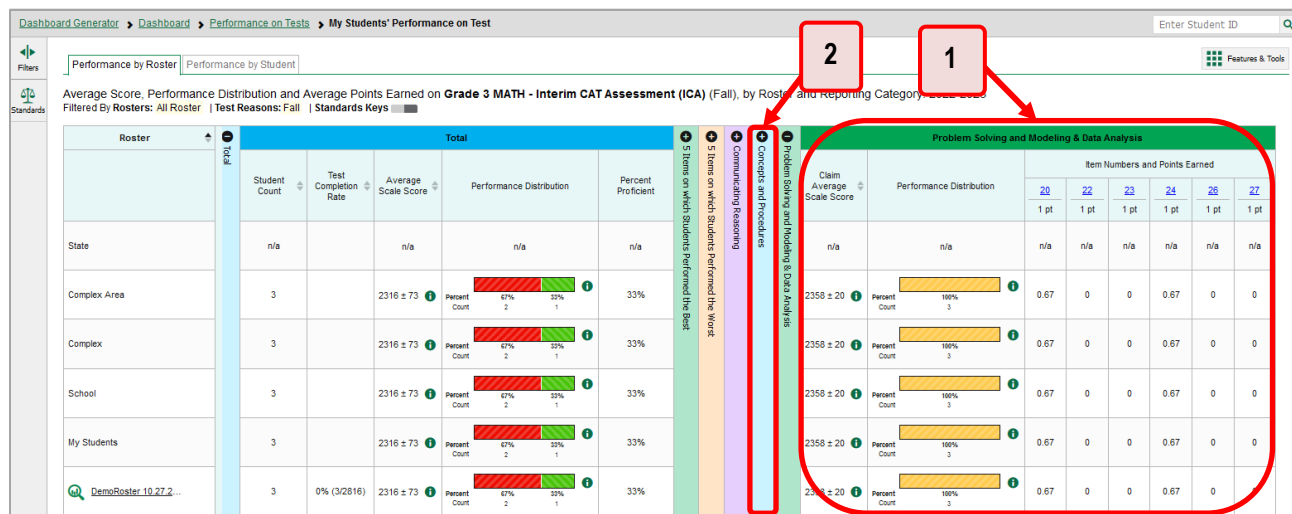 Dashboard Generator > Dashboard > Performance on Tests > My Students' Performance on Test
Enter Student ID
Filters
Standards
Performance by Roster
Performance by Student
Features & Tools
2
1
Average Score, Performance Distribution and Average Points Earned on Grade 3 MATH - Interim CAT Assessment (ICA) (Fall), by Roster and Reporting Category: 2022-2023
Filtered By Rosters: All Roster | Test Reasons: Fall | Standards Keys
Roster
Total
Total
5 Items on which Students Performed the Best
5 Items on which Students Performed the Worst
Communicating Reasoning
Concepts and Procedures
Problem Solving and Modeling & Data Analysis
Problem Solving and Modeling & Data Analysis
Student Count
Test Completion Rate
Average Scale Score
Performance Distribution
Percent Proficient
Claim Average Scale Score
Performance Distribution
Item Numbers and Points Earned
20 22 23 24 26 27
1 pt 1 pt 1 pt 1 pt 1 pt 1 pt
State n/a n/a n/a n/a n/a n/a n/a n/a n/a n/a n/a n/a
Complex Area 3 2316 ± 73 Percent 67% 33% 33% 2358 ± 20 Percent 100% 0.67 0 0 0.67 0 0
Count 2 1 Count 3
Complex 3 2316 ± 73 Percent 67% 33% 33% 2358 ± 20 Percent 100% 0.67 0 0 0.67 0 0
Count 2 1 Count 3
School 3 2316 ± 73 Percent 67% 33% 33% 2358 ± 20 Percent 100% 0.67 0 0 0.67 0 0
Count 2 1 Count 3
My Students 3 2316 ± 73 Percent 67% 33% 33% 2358 ± 20 Percent 100% 0.67 0 0 0.67 0 0
Count 2 1 Count 3
DemoRoster 10.27.2... 3 0% (3/2816) 2316 ± 73 Percent 67% 33% 33% 2358 ± 20 Percent 100% 0.67 0 0 0.67 0 0
Count 2 1 Count 3